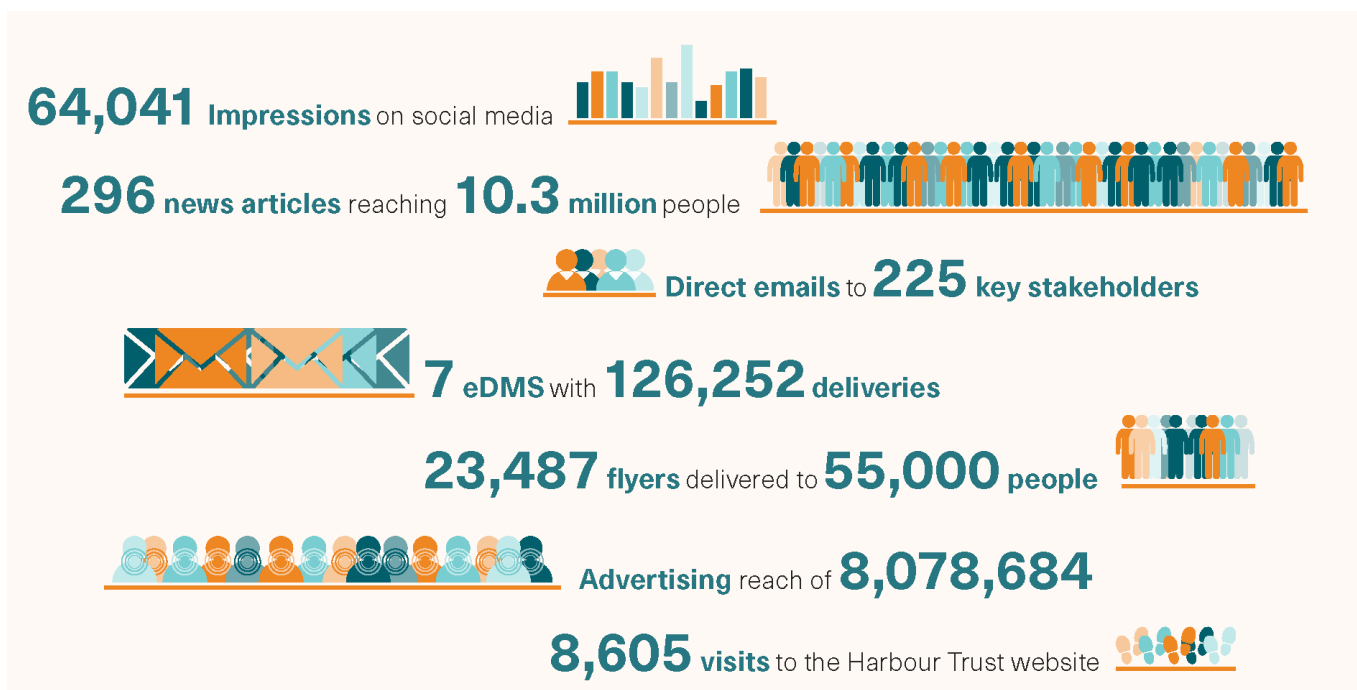 64,041 Impressions on social media
296 news articles reaching 10.3 million people
Direct emails to 225 key stakeholders
7 eDMS with 126,252 deliveries
23,487 flyers delivered to 55,000 people
Advertising reach of 8,078,684
8,605 visits to the Harbour Trust website